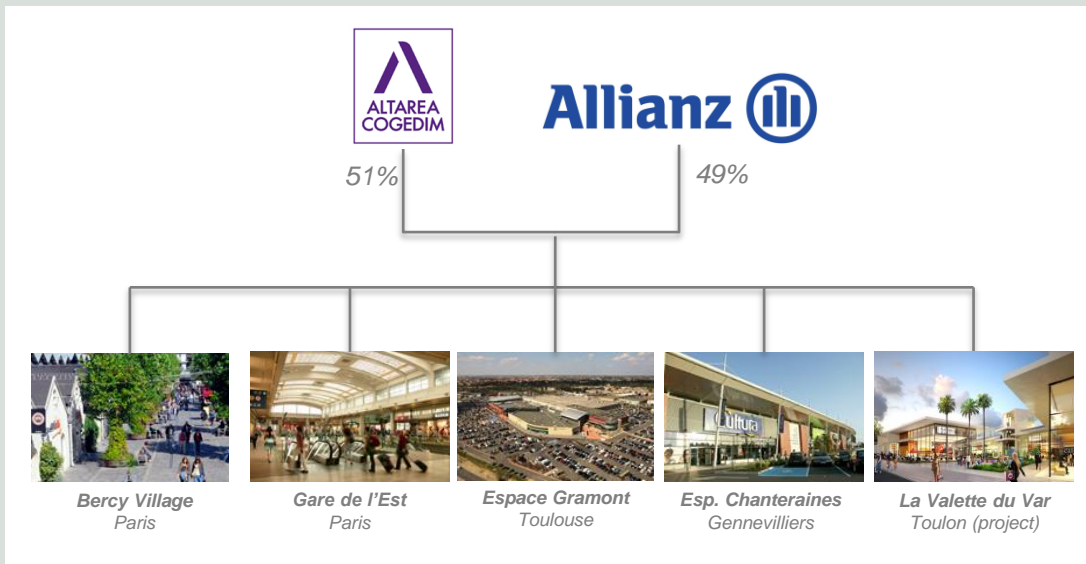 ALTAREA
COGEDIM
Allianz
51%
49%
Cultura
Bercy Village
Paris
Gare de l'Est
Paris
Espace Gramont
Toulouse
Esp. Chanteraines
Gennevilliers
La Valette du Var
Toulon (project)